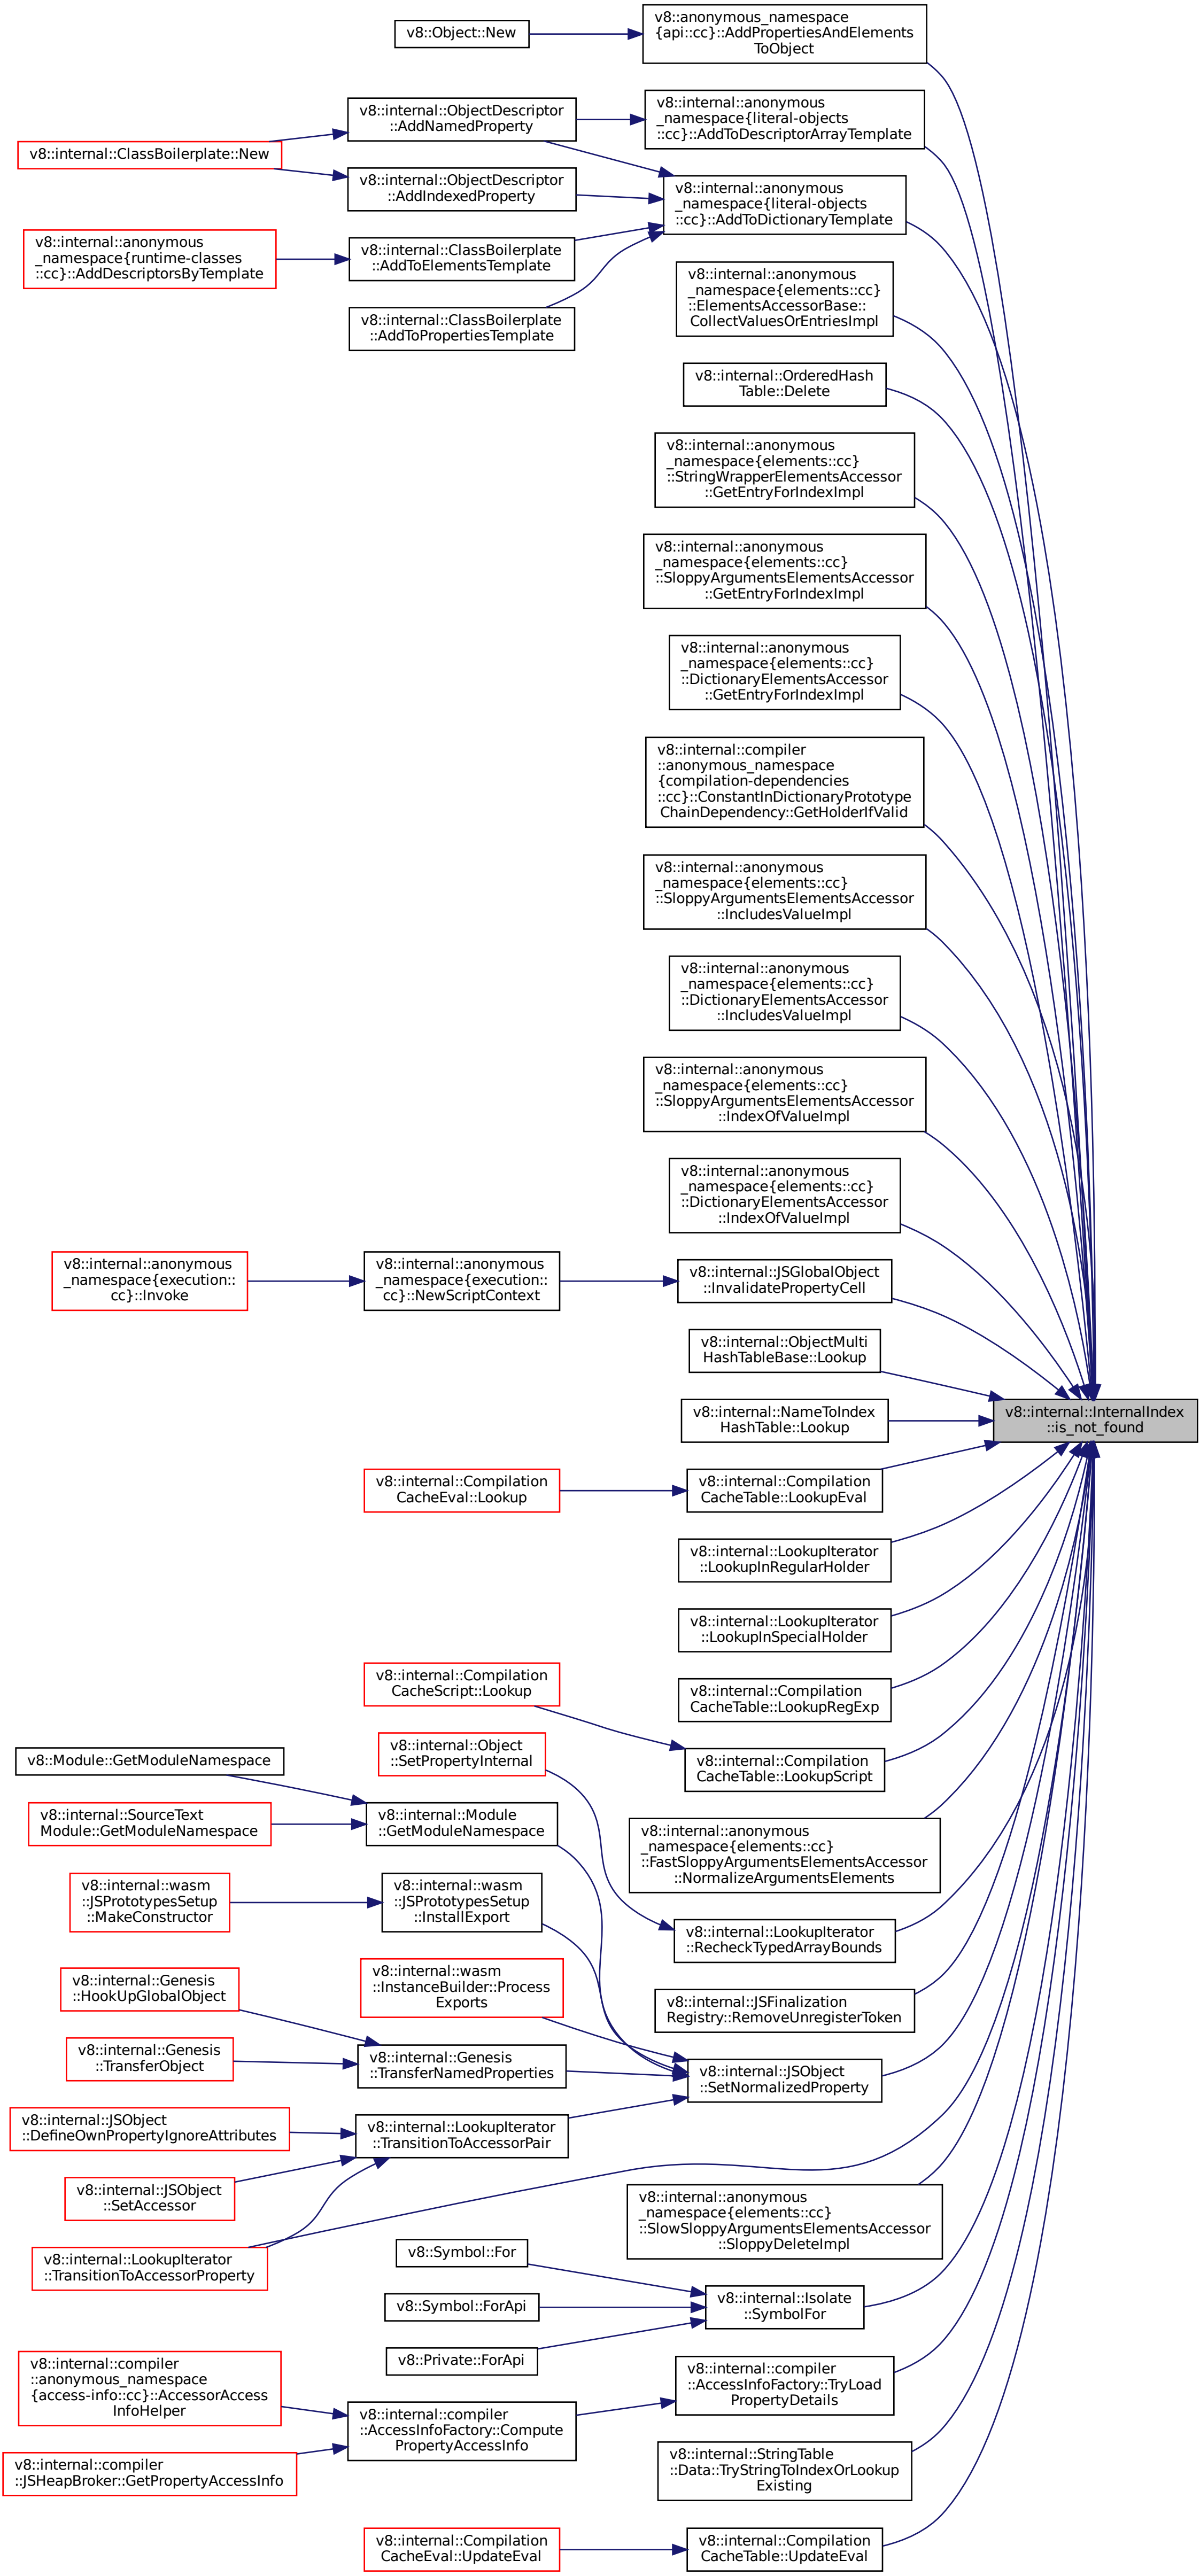 v8::anonymous_namespace
{api::cc}::AddPropertiesAndElements
ToObject
v8::Object::New
v8::internal::anonymous
_namespace{literal-objects
::cc}::AddToDescriptorArrayTemplate
v8::internal::ObjectDescriptor
::AddNamedProperty
v8::internal::ClassBoilerplate::New
v8::internal::ObjectDescriptor
::AddIndexedProperty
v8::internal::anonymous
_namespace{literal-objects
::cc}::AddToDictionaryTemplate
v8::internal::anonymous
_namespace{runtime-classes
::cc}::AddDescriptorsByTemplate
v8::internal::ClassBoilerplate
::AddToElementsTemplate
v8::internal::ClassBoilerplate
::AddToPropertiesTemplate
v8::internal::anonymous
_namespace{elements::cc}
::ElementsAccessorBase::
CollectValuesOrEntriesImpl
v8::internal::OrderedHash
Table::Delete
v8::internal::anonymous
_namespace{elements::cc}
::StringWrapperElementsAccessor
::GetEntryForIndexImpl
v8::internal::anonymous
_namespace{elements::cc}
::SloppyArgumentsElementsAccessor
::GetEntryForIndexImpl
v8::internal::anonymous
_namespace{elements::cc}
::DictionaryElementsAccessor
::GetEntryForIndexImpl
v8::internal::compiler
::anonymous_namespace
{compilation-dependencies
::cc}::ConstantInDictionaryPrototype
ChainDependency::GetHolderIfValid
v8::internal::anonymous
_namespace{elements::cc}
::SloppyArgumentsElementsAccessor
::IncludesValueImpl
v8::internal::anonymous
_namespace{elements::cc}
::DictionaryElementsAccessor
::IncludesValueImpl
v8::internal::anonymous
_namespace{elements::cc}
::SloppyArgumentsElementsAccessor
::IndexOfValueImpl
v8::internal::anonymous
_namespace{elements::cc}
::DictionaryElementsAccessor
::IndexOfValueImpl
v8::internal::anonymous
_namespace{execution::
cc}::Invoke
v8::internal::anonymous
_namespace{execution::
cc}::NewScriptContext
v8::internal::JSGlobalObject
::InvalidatePropertyCell
v8::internal::ObjectMulti
HashTableBase::Lookup
v8::internal::NameToIndex
HashTable::Lookup
v8::internal::InternalIndex
::is_not_found
v8::internal::Compilation
CacheEval::Lookup
v8::internal::Compilation
CacheTable::LookupEval
v8::internal::LookupIterator
::LookupInRegularHolder
v8::internal::LookupIterator
::LookupInSpecialHolder
v8::internal::Compilation
CacheScript::Lookup
v8::internal::Compilation
CacheTable::LookupRegExp
v8::internal::Object
::SetPropertyInternal
v8::internal::Compilation
CacheTable::LookupScript
v8::Module::GetModuleNamespace
v8::internal::SourceText
Module::GetModuleNamespace
v8::internal::Module
::GetModuleNamespace
v8::internal::anonymous
_namespace{elements::cc}
::FastSloppyArgumentsElementsAccessor
::NormalizeArgumentsElements
v8::internal::wasm
::JSPrototypesSetup
::MakeConstructor
v8::internal::wasm
::JSPrototypesSetup
::InstallExport
v8::internal::LookupIterator
::RecheckTypedArrayBounds
v8::internal::wasm
::InstanceBuilder::Process
Exports
v8::internal::JSFinalization
Registry::RemoveUnregisterToken
v8::internal::Genesis
::HookUpGlobalObject
v8::internal::Genesis
::TransferObject
v8::internal::Genesis
::TransferNamedProperties
v8::internal::JSObject
::SetNormalizedProperty
v8::internal::JSObject
::DefineOwnPropertyIgnoreAttributes
v8::internal::LookupIterator
::TransitionToAccessorPair
v8::internal::JSObject
::SetAccessor
v8::internal::LookupIterator
::TransitionToAccessorProperty
v8::internal::anonymous
_namespace{elements::cc}
::SlowSloppyArgumentsElementsAccessor
::SloppyDeleteImpl
v8::Symbol::For
v8::Symbol::ForApi
v8::Private::ForApi
v8::internal::Isolate
::SymbolFor
v8::internal::compiler
::anonymous_namespace
{access-info::cc}::AccessorAccess
InfoHelper
v8::internal::compiler
::AccessInfoFactory::TryLoad
PropertyDetails
v8::internal::compiler
::AccessInfoFactory::Compute
PropertyAccessInfo
v8::internal::compiler
::JSHeapBroker::GetPropertyAccessInfo
v8::internal::StringTable
::Data::TryStringToIndexOrLookup
Existing
v8::internal::Compilation
CacheEval::UpdateEval
v8::internal::Compilation
CacheTable::UpdateEval